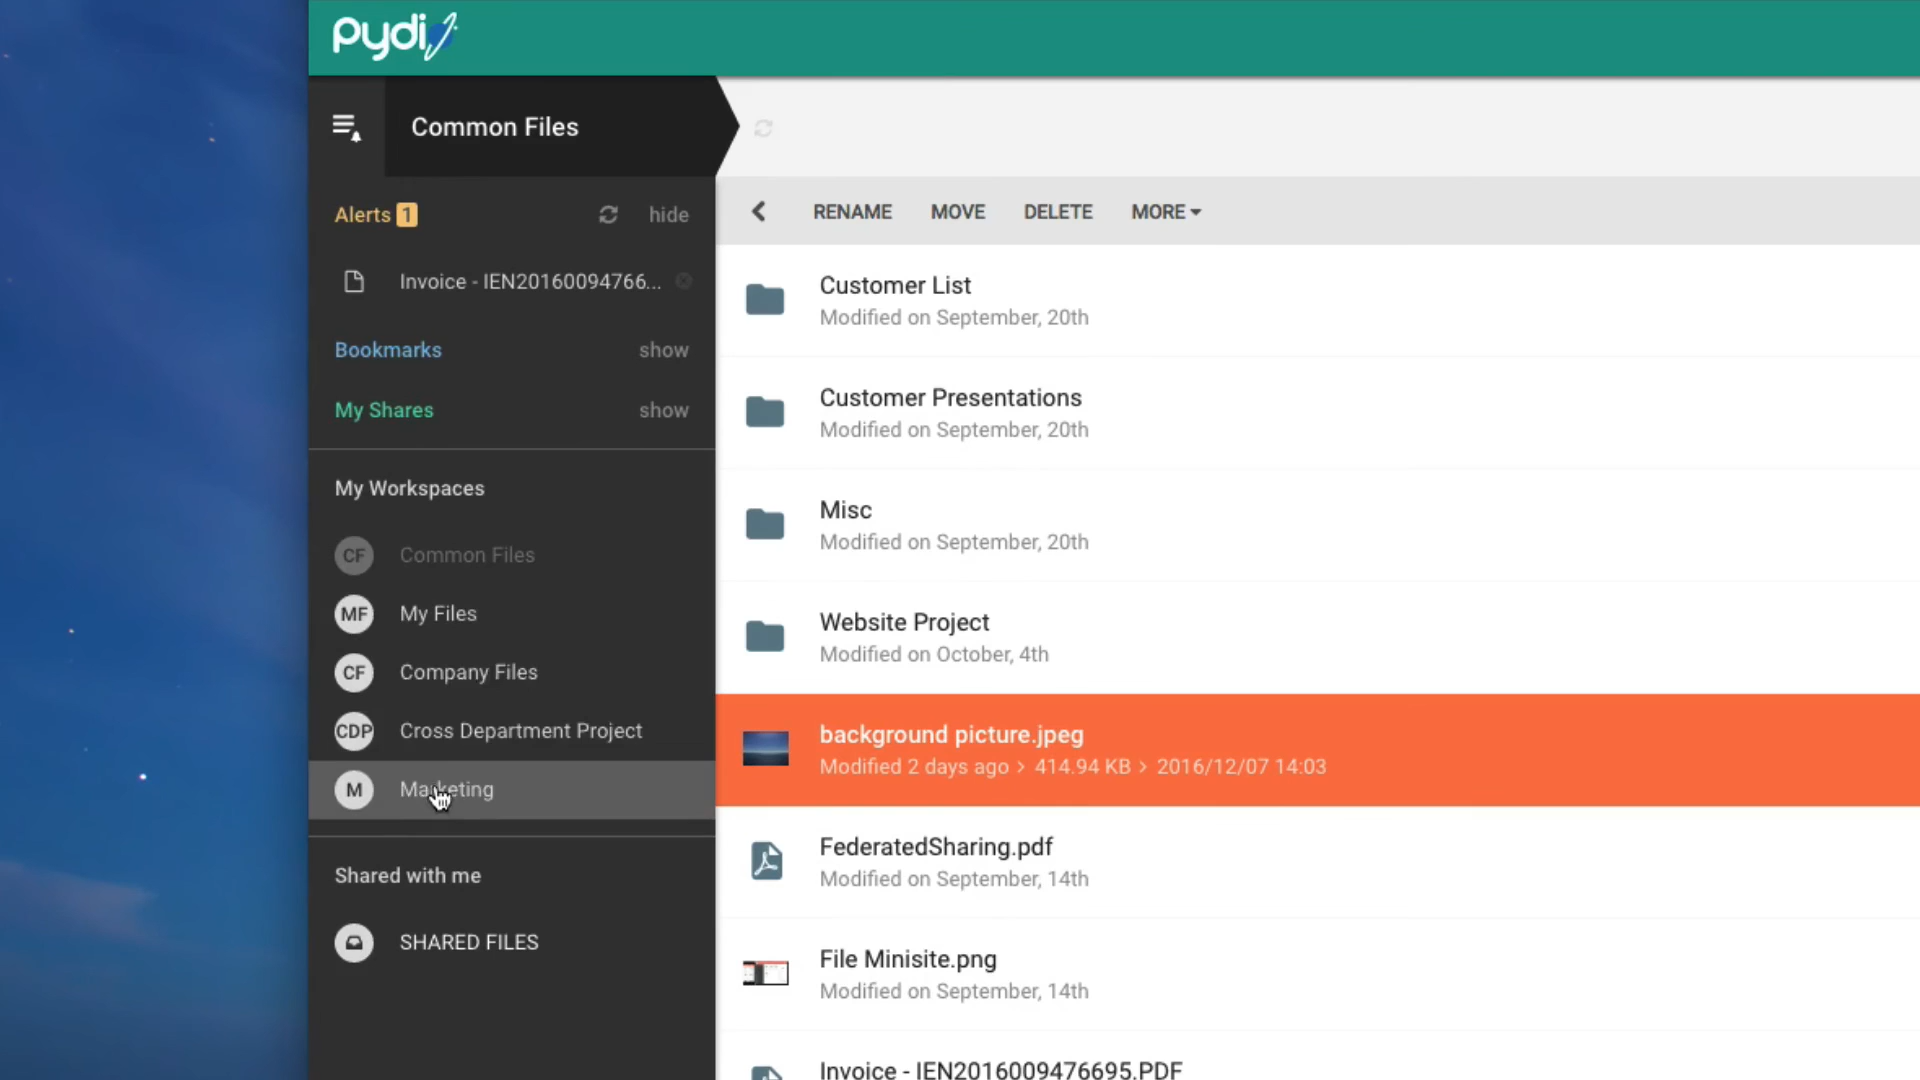 pydio
Common Files
Alerts 1
hide
Invoice - IEN20160094766...
Bookmarks
show
My Shares
show
My Workspaces
CF
Common Files
MF
My Files
CF
Company Files
CDP
Cross Department Project
M
Marketing
Shared with me
SHARED FILES
RENAME
MOVE
DELETE
MORE
Customer List
Modified on September, 20th
Customer Presentations
Modified on September, 20th
Misc
Modified on September, 20th
Website Project
Modified on October, 4th
background picture.jpeg
Modified 2 days ago › 414.94 KB › 2016/12/07 14:03
FederatedSharing.pdf
Modified on September, 14th
File Minisite.png
Modified on September, 14th
Invoice - IEN2016009476695.PDF